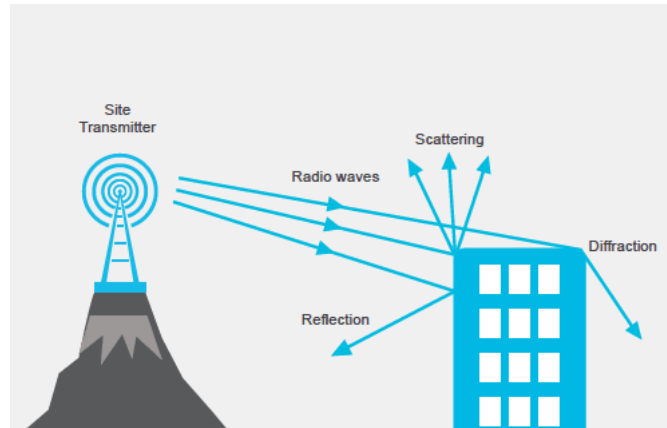 Site
Transmitter
Scattering
Radio waves
Diffraction
Reflection